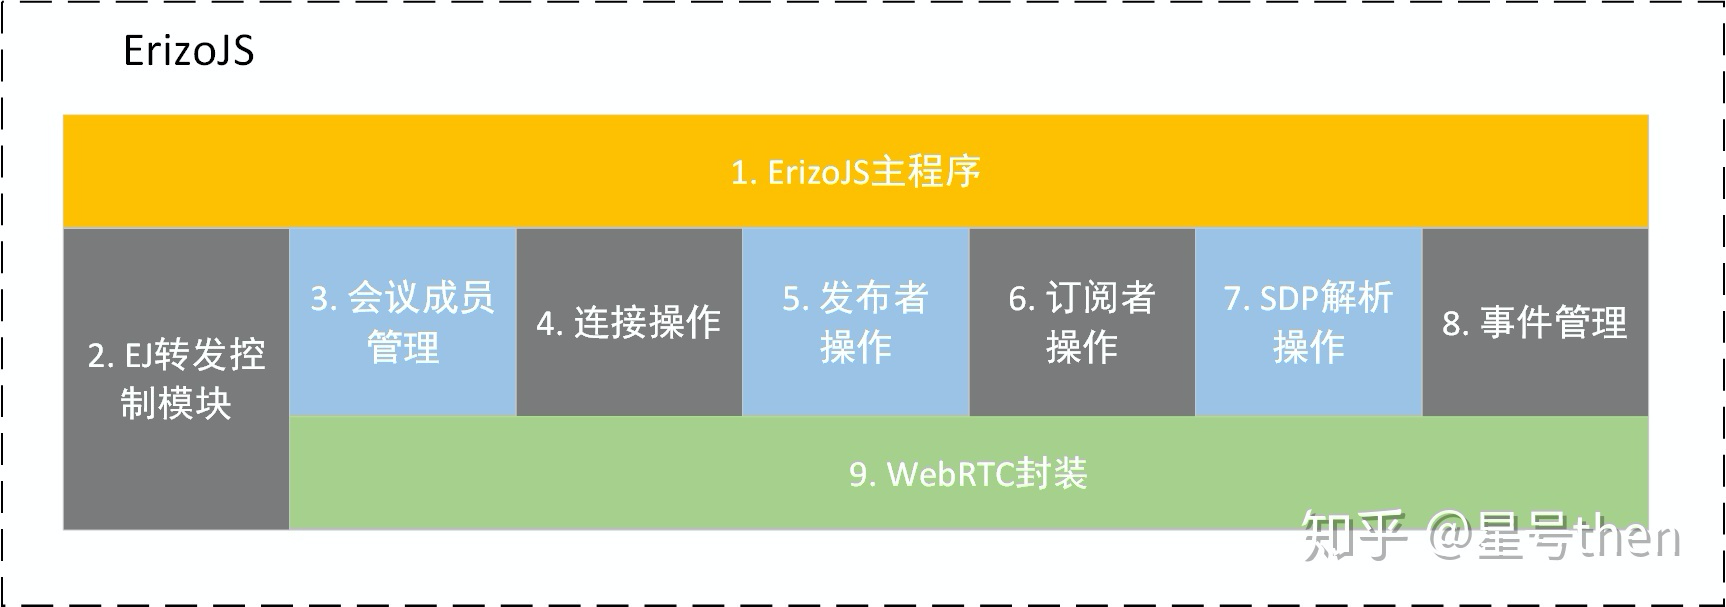 ErizoJS
1. ErizoJS主程序
2. EJ转发控
制模块
3. 会议成员
管理
4. 连接操作
5. 发布者
操作
6. 订阅者
操作
7. SDP解析
操作
8. 事件管理
9. WebRTC封装
知乎 @星号then